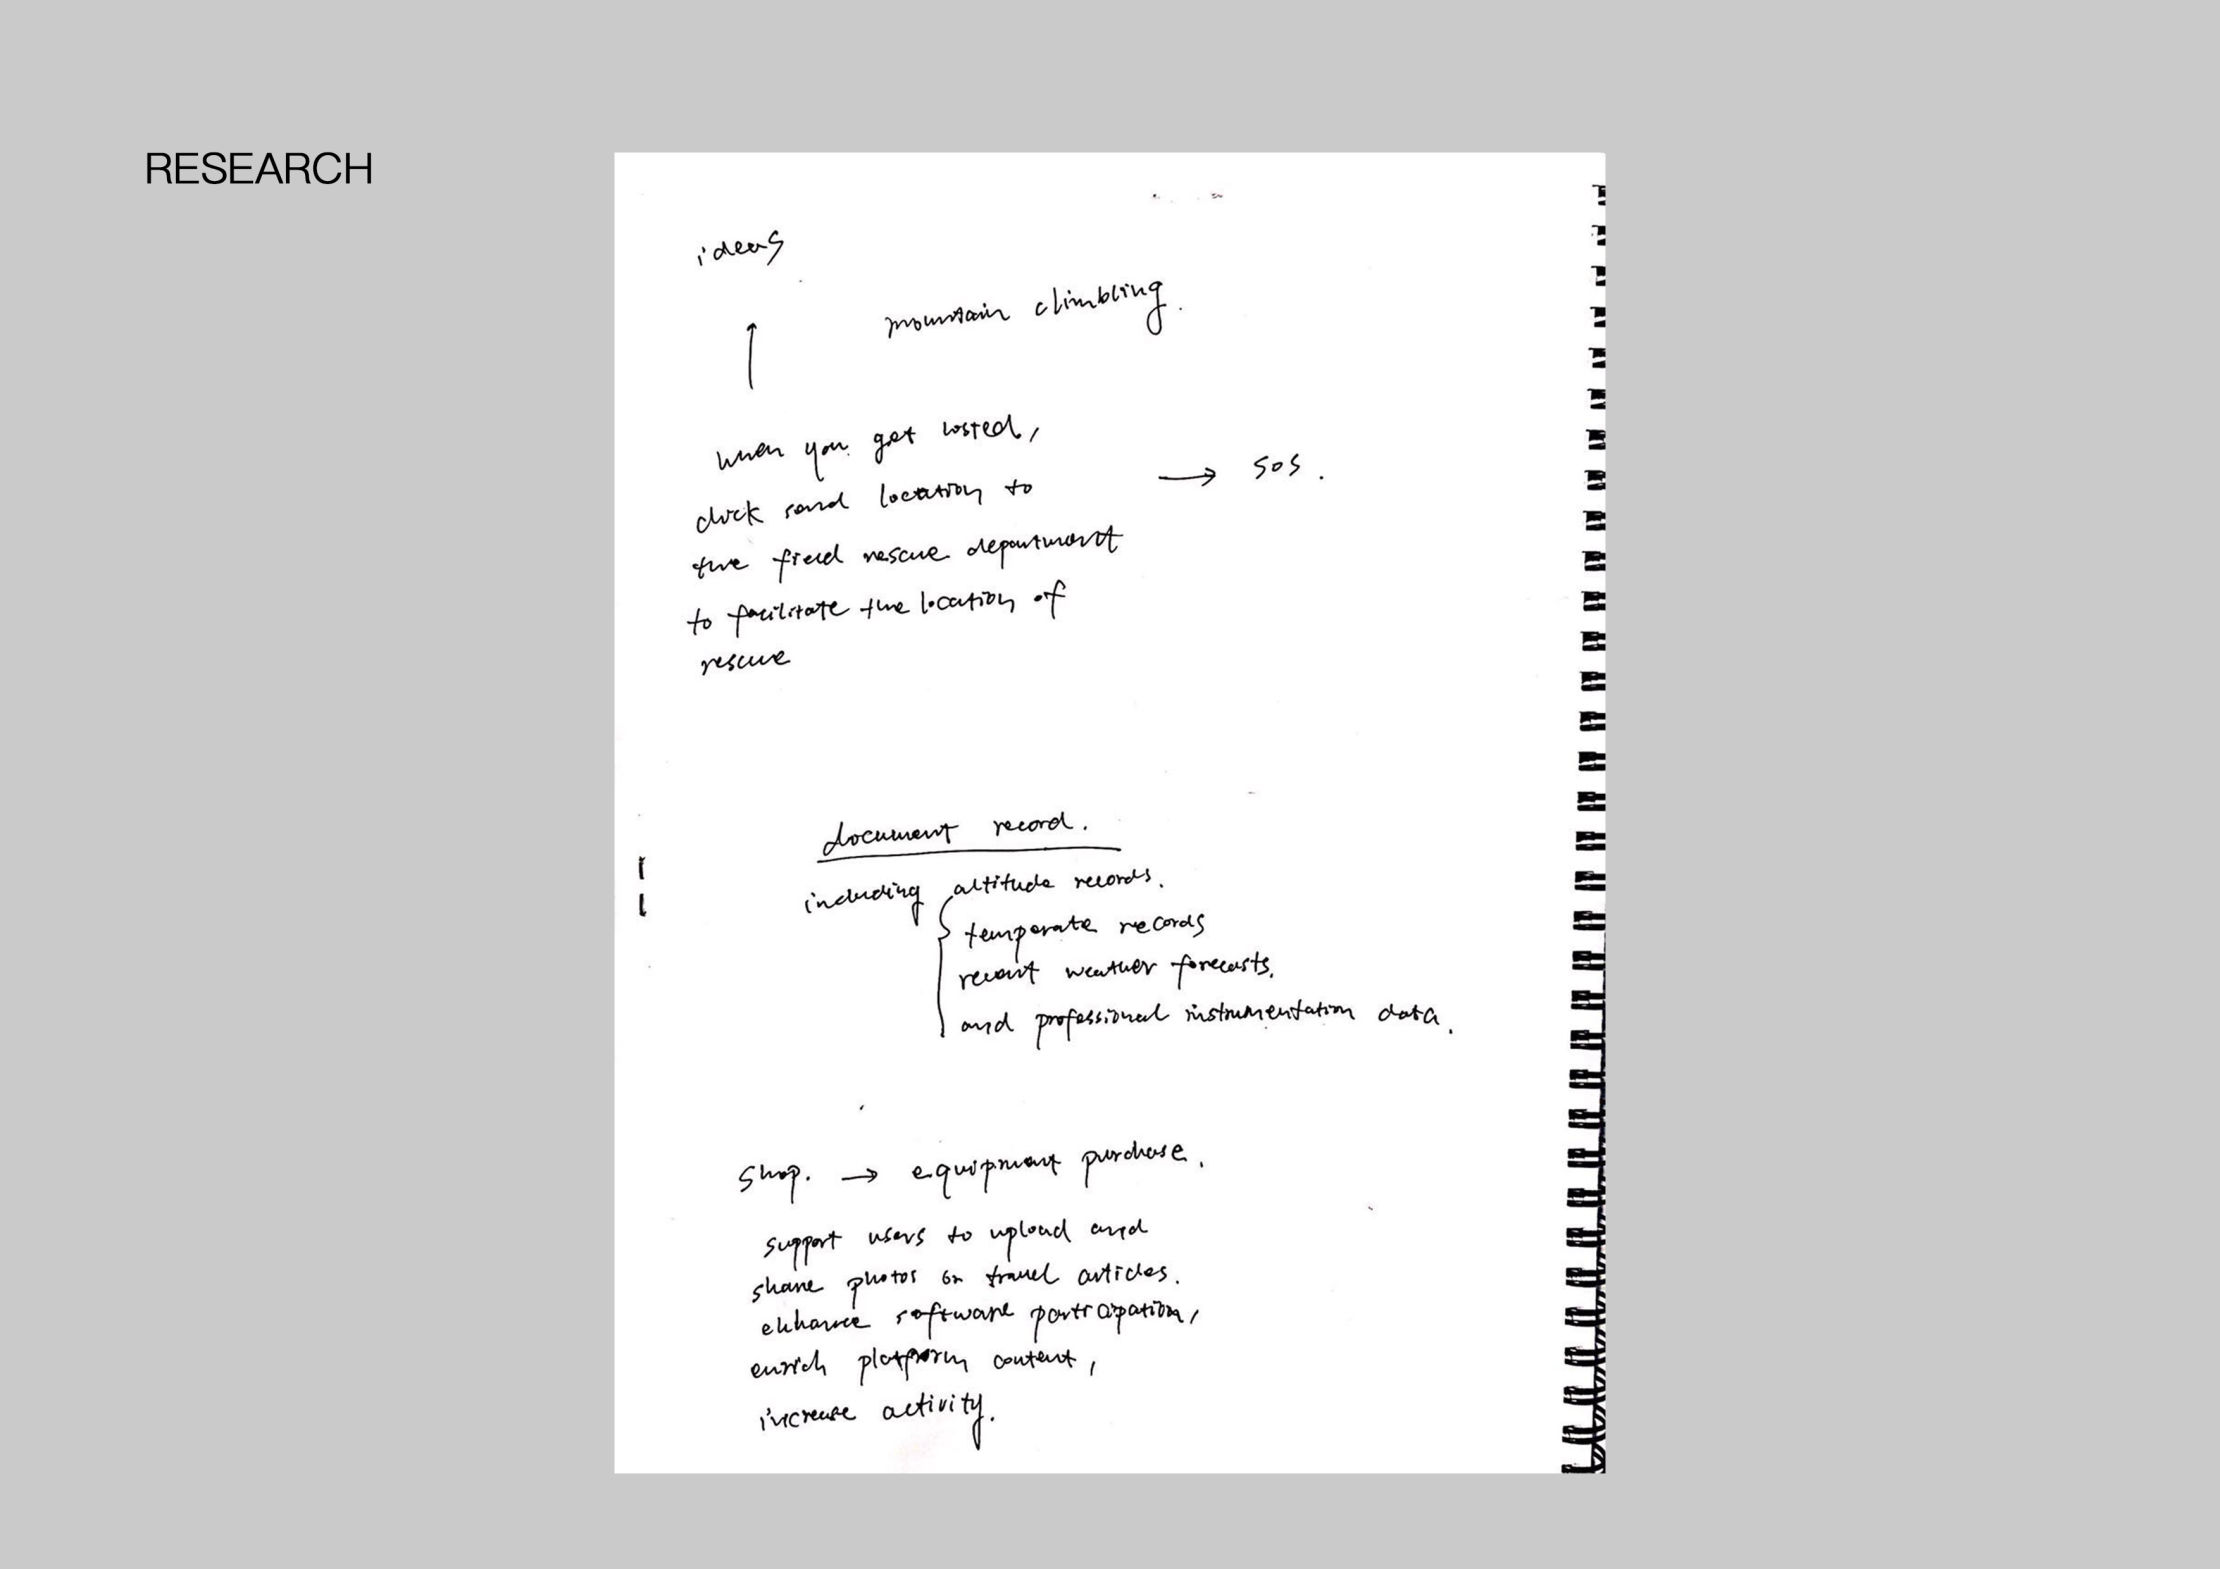 RESEARCH
ideas
mountain climbling.
when you get losted,
click send location to
→ SOS.
the field rescue department
to facilitate the location of
rescue
document record.
including altitude records.
temperate records
recent weather forecasts.
and professional instrumentation data.
Shop. → equipment purchase.
support users to upload and
share photos or travel articles.
enhance software participation,
enrich platform content,
increase activity.